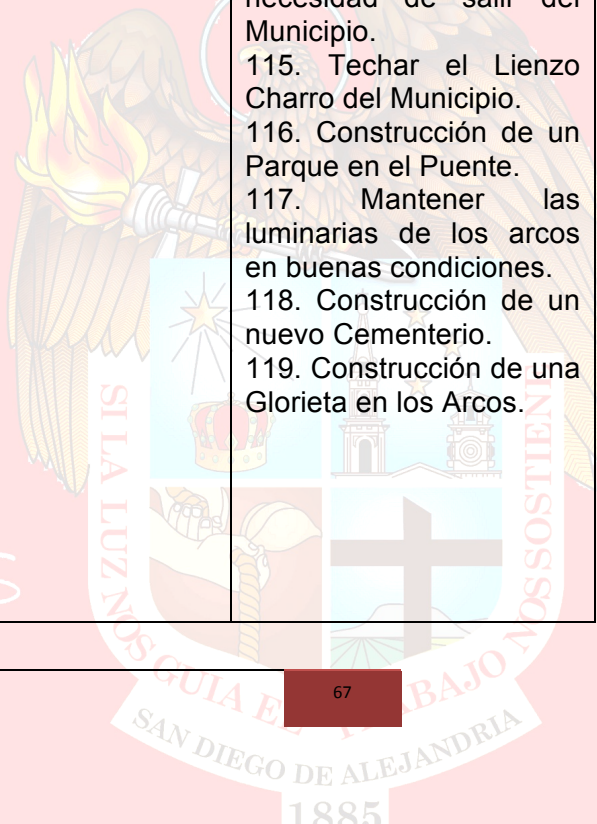 necesidad de salir del
Municipio.
115. Techar el Lienzo
Charro del Municipio.
116. Construcción de un
Parque en el Puente.
117. Mantener las
luminarias de los arcos
en buenas condiciones.
118. Construcción de un
nuevo Cementerio.
119. Construcción de una
Glorieta en los Arcos.
SI LA LUZ NOS GUIA EL BAJO NOS SOSTIENE
67
SAN DIEGO DE ALEJANDRIA
1885